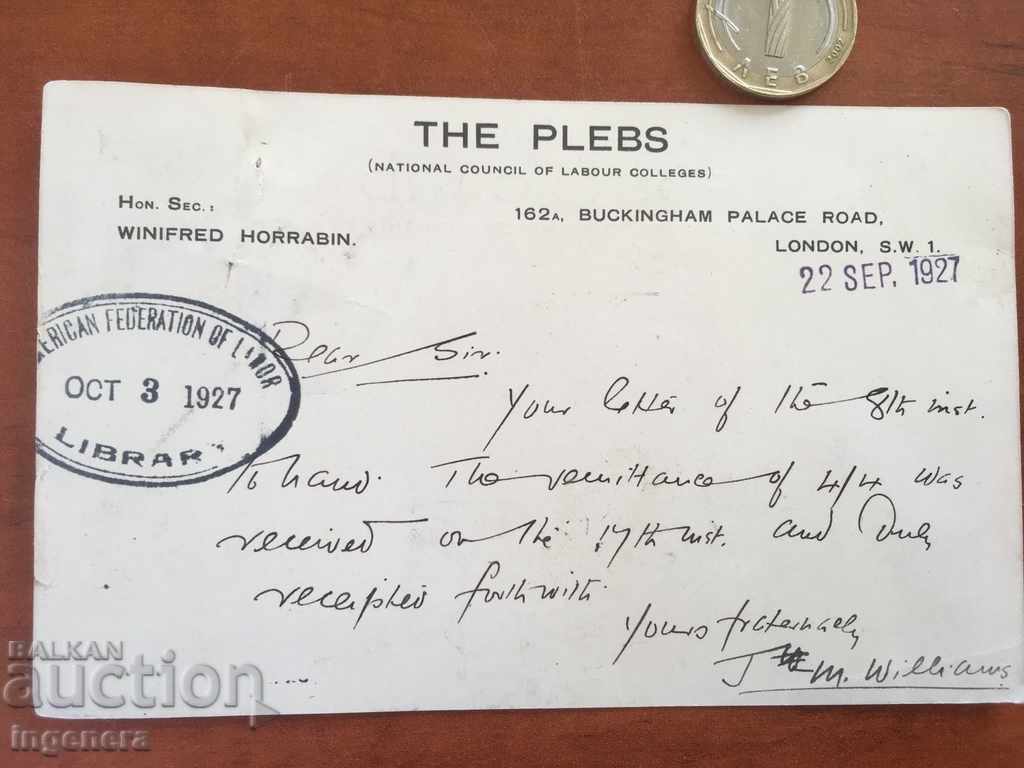 ЛЕВ 2002
THE PLEBS
(NATIONAL COUNCIL OF LABOUR COLLEGES)
HON. SEC.:
WINIFRED HORRABIN.
162A, BUCKINGHAM PALACE ROAD,
LONDON, S.W. 1.
22 SEP. 1927
ERICAN FEDERATION OF LABOR
OCT 3 1927
LIBRARY
Dear Sir.
Your letter of the 8th inst.
to hand. The remittance of 4/4 was
received on the 17th inst. and duly
receipted forthwith.
Yours fraternally
J M. Williams
BALKAN
auction
ingenera